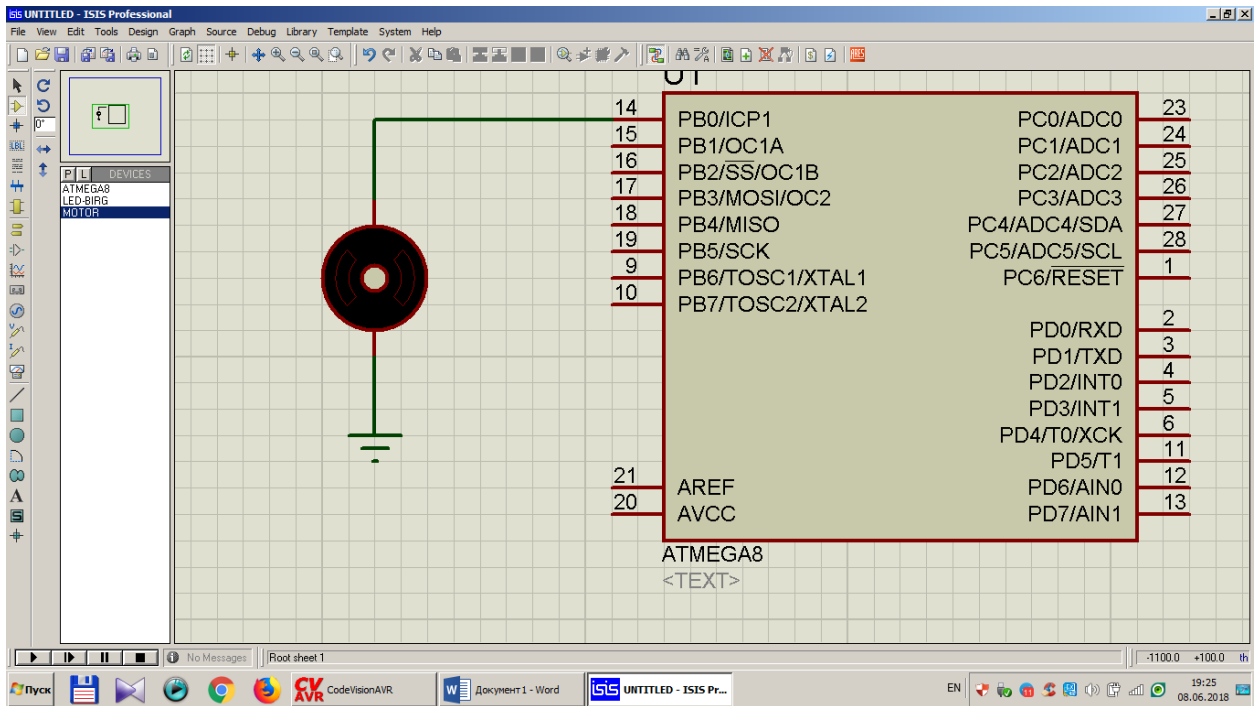 isis UNTITLED - ISIS Professional
File View Edit Tools Design Graph Source Debug Library Template System Help
ARES
0°
LBL
P L DEVICES
ATMEGA8
LED-BIRG
MOTOR
A
S
U1
14 PB0/ICP1 PC0/ADC0 23
15 PB1/OC1A PC1/ADC1 24
16 PB2/SS/OC1B PC2/ADC2 25
17 PB3/MOSI/OC2 PC3/ADC3 26
18 PB4/MISO PC4/ADC4/SDA 27
19 PB5/SCK PC5/ADC5/SCL 28
9 PB6/TOSC1/XTAL1 PC6/RESET 1
10 PB7/TOSC2/XTAL2
PD0/RXD 2
PD1/TXD 3
PD2/INT0 4
PD3/INT1 5
PD4/T0/XCK 6
PD5/T1 11
21 AREF PD6/AIN0 12
20 AVCC PD7/AIN1 13
ATMEGA8
<TEXT>
No Messages Root sheet 1 -1100.0 +100.0 th
Пуск CV AVR CodeVisionAVR W Документ1 - Word isis UNTITLED - ISIS Pr... EN 19:25
08.06.2018